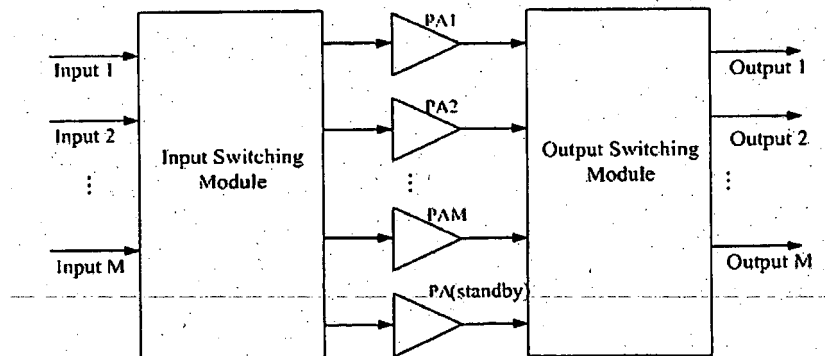 PA1
Input 1
Output 1
PA2
Input 2
Output 2
Input Switching
Module
Output Switching
Module
PAM
Input M
Output M
PA(standby)